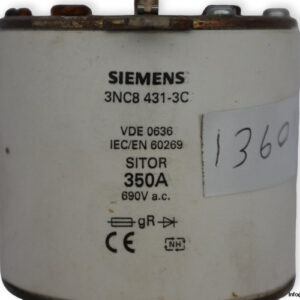 SIEMENS
3NC8 431-3C
VDE 0636
IEC/EN 60269
SITOR
350A
690V a.c.
gR
CE
NH
1360